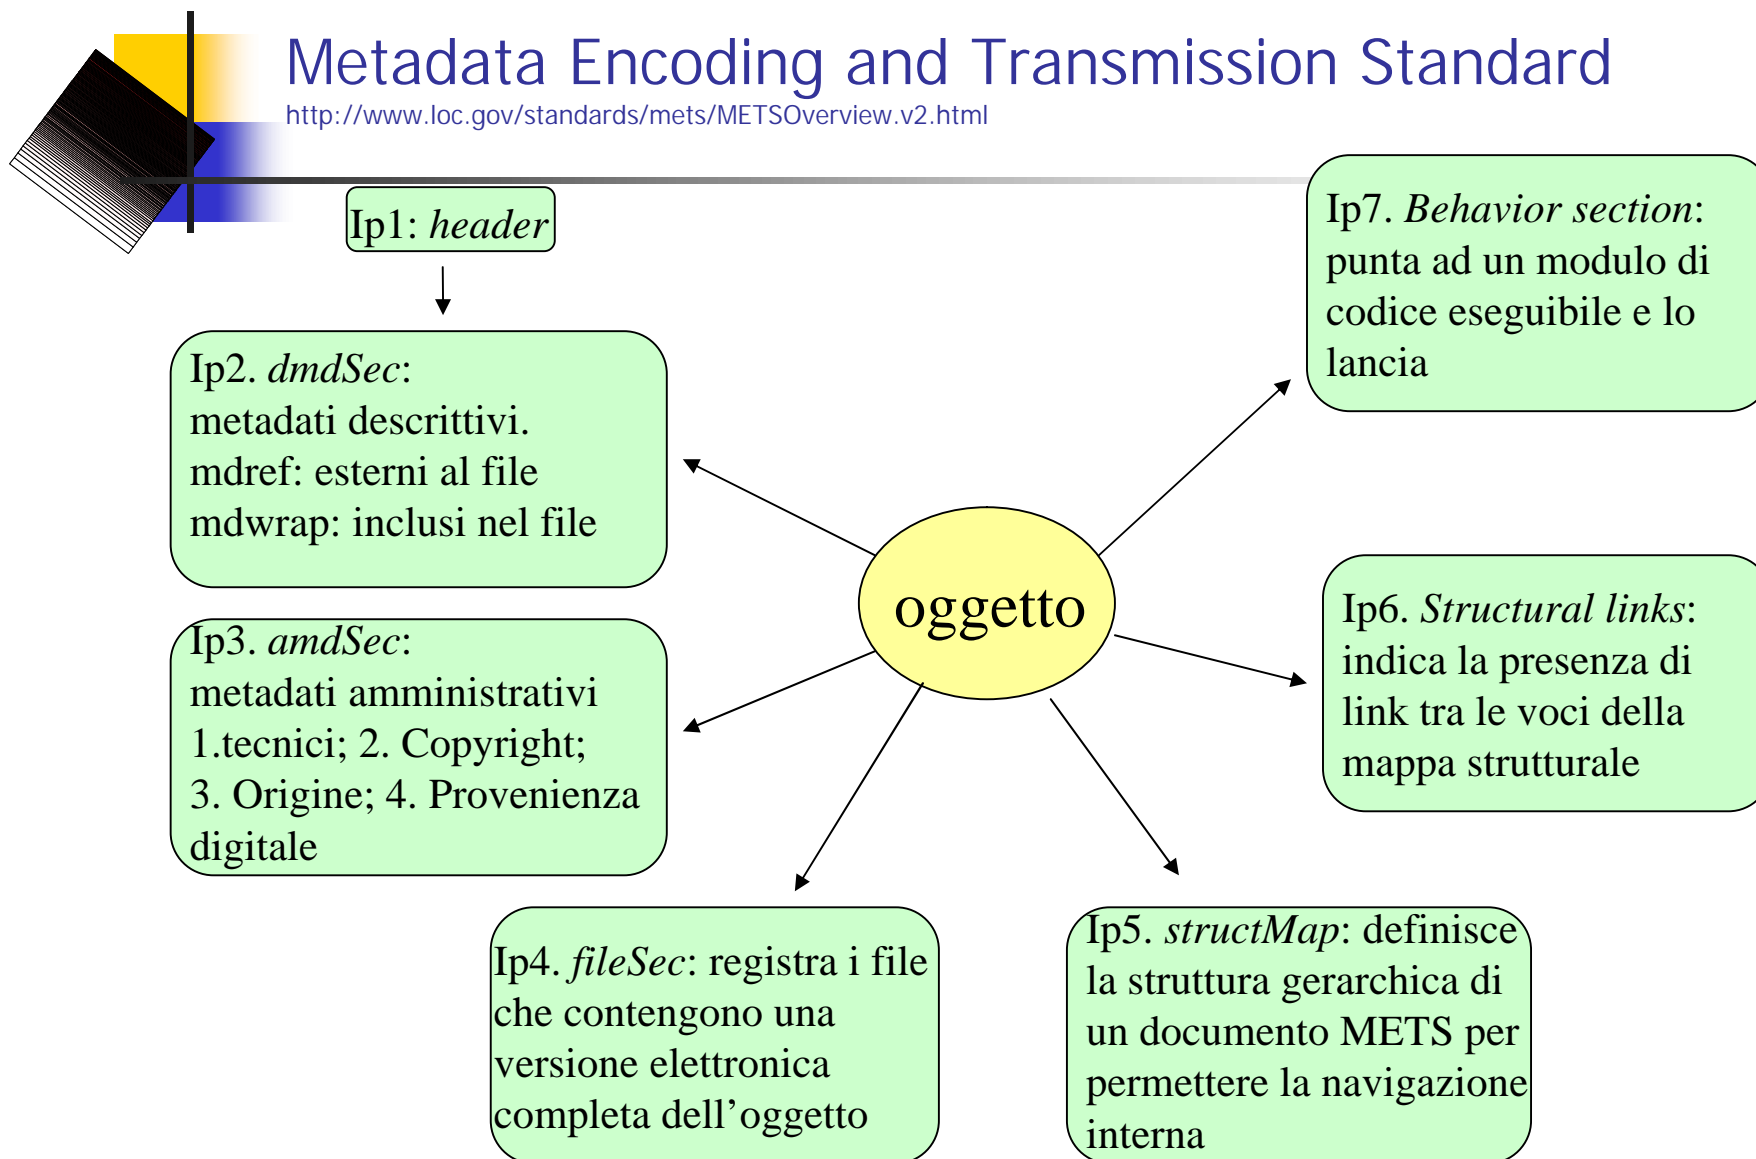 Metadata Encoding and Transmission Standard
http://www.loc.gov/standards/mets/METSOverview.v2.html
Ip1: header
Ip2. dmdSec:
metadati descrittivi.
mdref: esterni al file
mdwrap: inclusi nel file
Ip3. amdSec:
metadati amministrativi
1.tecnici; 2. Copyright;
3. Origine; 4. Provenienza
digitale
Ip4. fileSec: registra i file
che contengono una
versione elettronica
completa dell’oggetto
Ip5. structMap: definisce
la struttura gerarchica di
un documento METS per
permettere la navigazione
interna
Ip6. Structural links:
indica la presenza di
link tra le voci della
mappa strutturale
Ip7. Behavior section:
punta ad un modulo di
codice eseguibile e lo
lancia
oggetto